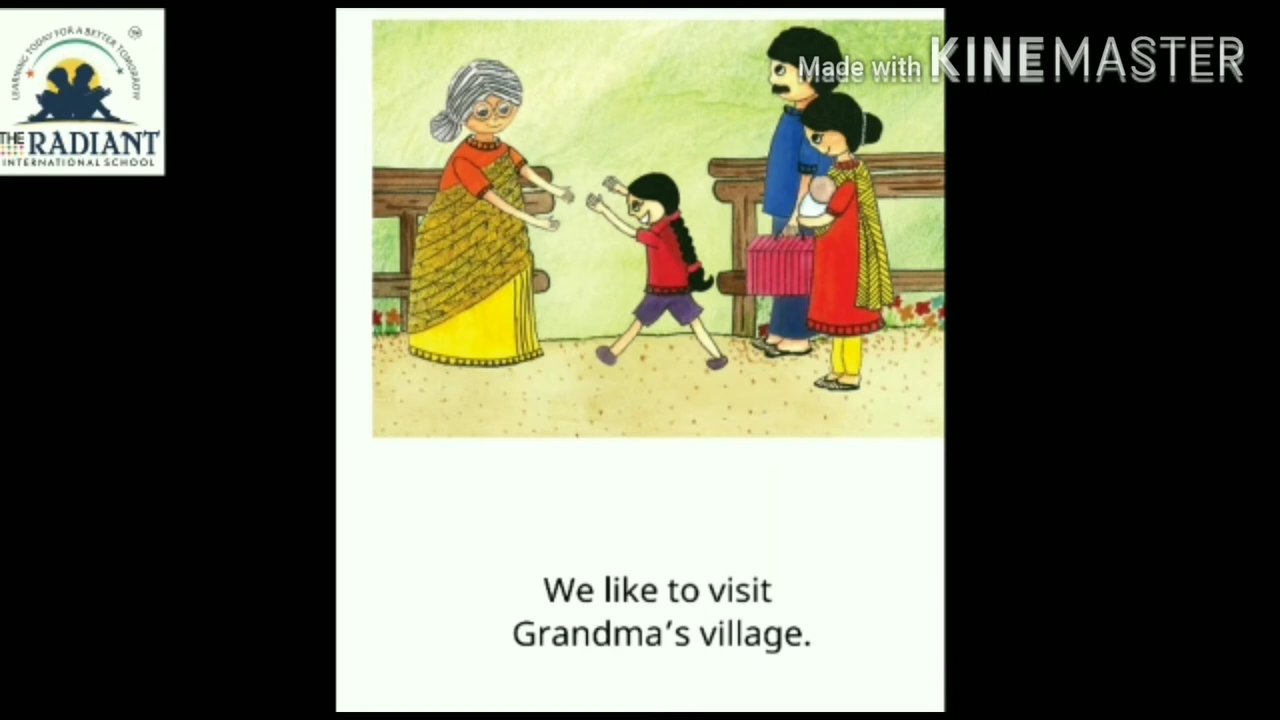 LEARNING TODAY FOR A BETTER TOMORROW
THE RADIANT
INTERNATIONAL SCHOOL
Made with KINEMASTER
We like to visit
Grandma's village.